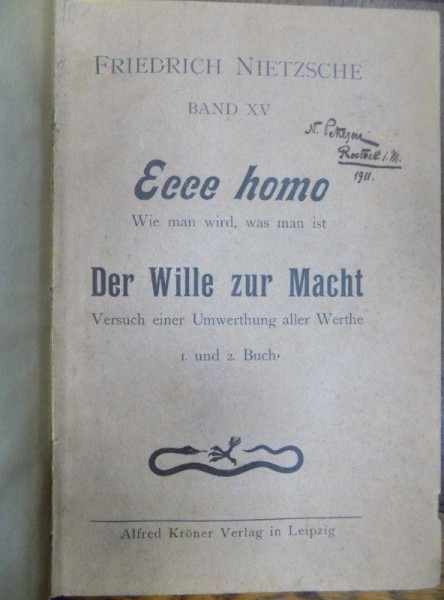 FRIEDRICH NIETZSCHE
BAND XV
N.
Rostock i. M.
1911.
Ecce homo
Wie man wird, was man ist
Der Wille zur Macht
Versuch einer Umwerthung aller Werthe
1. und 2. Buch
Alfred Kröner Verlag in Leipzig